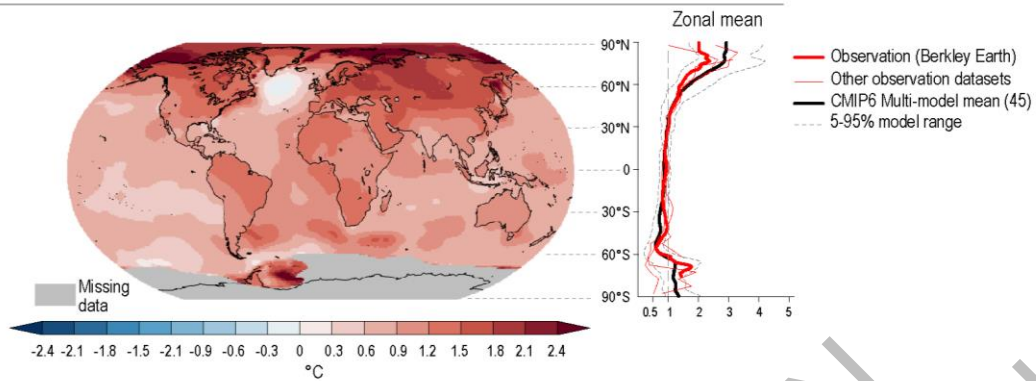 Zonal mean
90°N
60°N
30°N
0
30°S
60°S
90°S
0.5 1 2 3 4 5
Observation (Berkley Earth)
Other observation datasets
CMIP6 Multi-model mean (45)
5-95% model range
Missing
data
-2.4 -2.1 -1.8 -1.5 -2.1 -0.9 -0.6 -0.3 0 0.3 0.6 0.9 1.2 1.5 1.8 2.1 2.4
°C